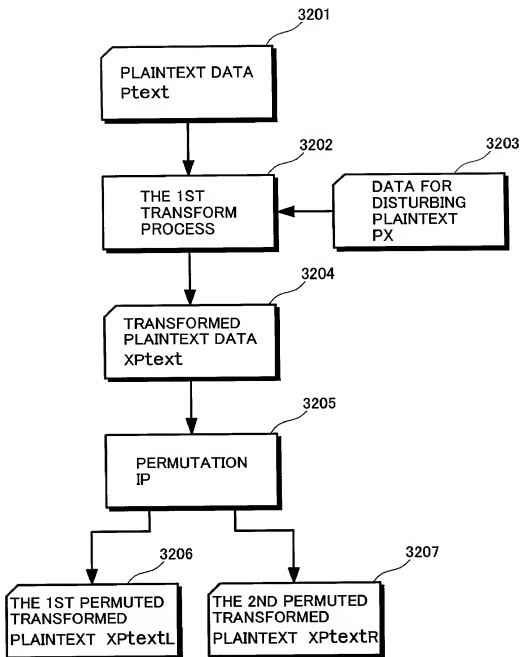 3201
PLAINTEXT DATA
Ptext
3202
THE 1ST
TRANSFORM
PROCESS
3203
DATA FOR
DISTURBING
PLAINTEXT
PX
3204
TRANSFORMED
PLAINTEXT DATA
XPtext
3205
PERMUTATION
IP
3206
THE 1ST PERMUTED
TRANSFORMED
PLAINTEXT XPtextL
3207
THE 2ND PERMUTED
TRANSFORMED
PLAINTEXT XPtextR